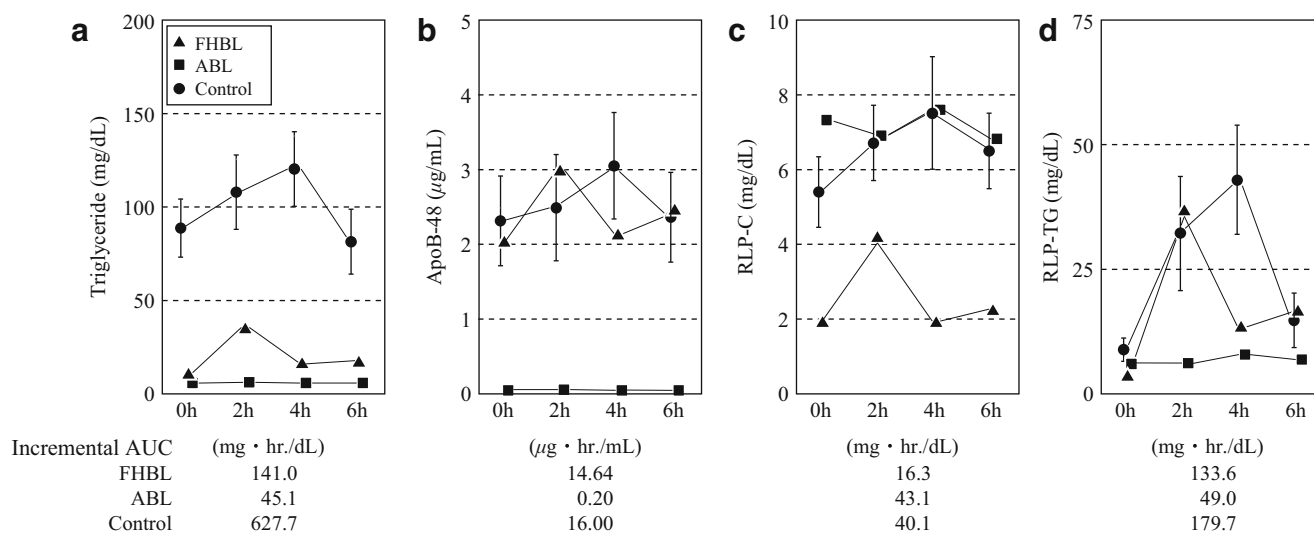 a
b
c
d
FHBL
ABL
Control
Triglyceride (mg/dL)
200
150
100
50
0
0h 2h 4h 6h
ApoB-48 (μg/mL)
5
4
3
2
1
0
0h 2h 4h 6h
RLP-C (mg/dL)
10
8
6
4
2
0
0h 2h 4h 6h
RLP-TG (mg/dL)
75
50
25
0
0h 2h 4h 6h
Incremental AUC (mg・hr./dL) (μg・hr./mL) (mg・hr./dL) (mg・hr./dL)
FHBL 141.0 14.64 16.3 133.6
ABL 45.1 0.20 43.1 49.0
Control 627.7 16.00 40.1 179.7